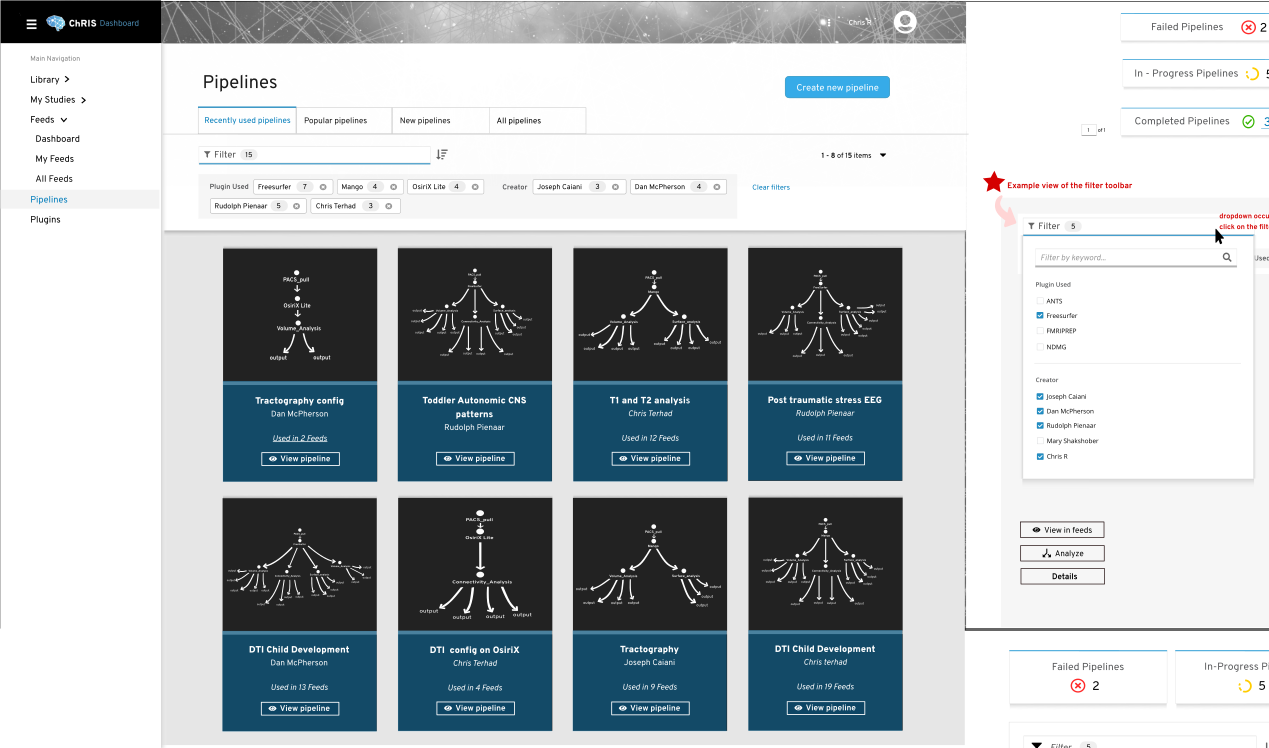 ChRIS Dashboard
Chris R
Main Navigation
Library
My Studies
Feeds
Dashboard
My Feeds
All Feeds
Pipelines
Plugins
Pipelines
Create new pipeline
Recently used pipelines
Popular pipelines
New pipelines
All pipelines
Filter 15
1 - 8 of 15 items
Plugin Used Freesurfer 7 Mango 4 OsiriX Lite 4 Creator Joseph Caiani 3 Dan McPherson 4
Rudolph Pienaar 5 Chris Terhad 3
Clear filters
PACS_pull
OsiriX Lite
Volume_Analysis
output output
Tractography config
Dan McPherson
Used in 2 Feeds
View pipeline
Toddler Autonomic CNS
patterns
Rudolph Pienaar
View pipeline
PACS_pull
Mango
Volume_Analysis Surface_analysis
T1 and T2 analysis
Chris Terhad
Used in 12 Feeds
View pipeline
Post traumatic stress EEG
Rudolph Pienaar
Used in 11 Feeds
View pipeline
DTI Child Development
Dan McPherson
Used in 13 Feeds
View pipeline
PACS_pull
OsiriX Lite
Connectivity_Analysis
output output output output
DTI config on OsiriX
Chris Terhad
Used in 4 Feeds
View pipeline
PACS_pull
Mango
Volume_Analysis Surface_analysis
Tractography
Joseph Caiani
Used in 9 Feeds
View pipeline
DTI Child Development
Chris terhad
Used in 19 Feeds
View pipeline
Failed Pipelines 2
In - Progress Pipelines 5
Completed Pipelines 3
1 of 1
Example view of the filter toolbar
dropdown occu
click on the filt
Filter 5
Used
Filter by keyword...
Plugin Used
ANTS
Freesurfer
FMRIPREP
NDMG
Creator
Joseph Caiani
Dan McPherson
Rudolph Pienaar
Mary Shakshober
Chris R
View in feeds
Analyze
Details
Failed Pipelines
2
In-Progress Pi
5
Filter 5